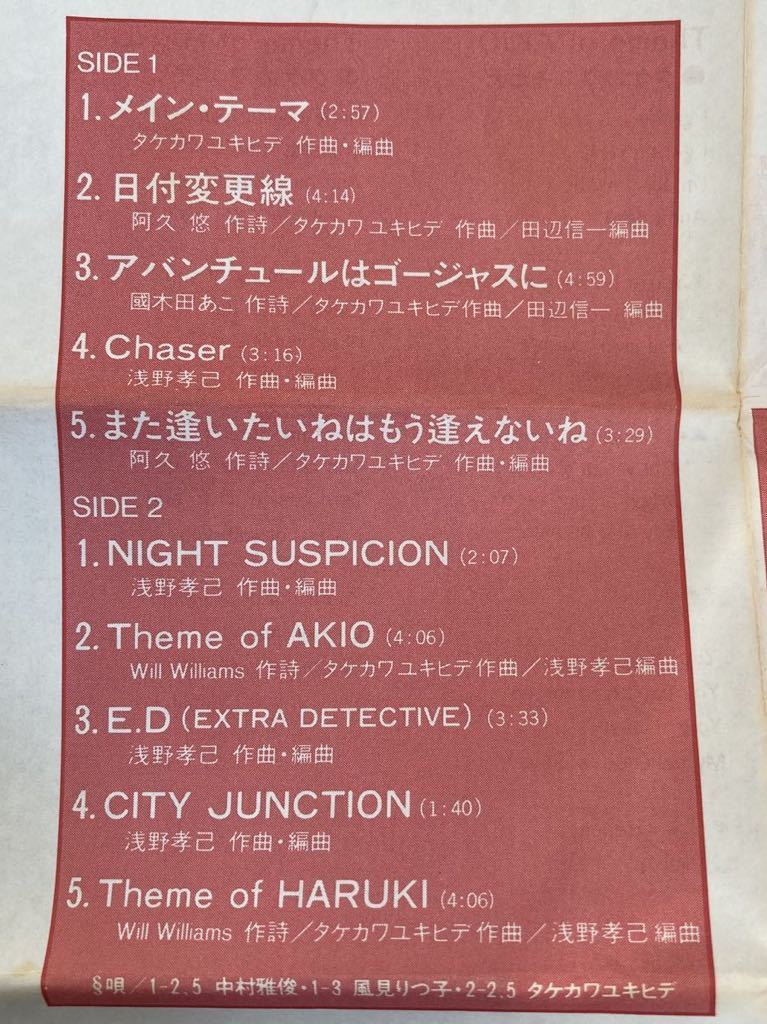 SIDE 1
1. メイン・テーマ (2:57)
タケカワユキヒデ 作曲・編曲
2. 日付変更線 (4:14)
阿久 悠 作詩／タケカワユキヒデ 作曲／田辺信一編曲
3. アバンチュールはゴージャスに (4:59)
國木田あこ 作詩／タケカワユキヒデ作曲／田辺信一 編曲
4. Chaser (3:16)
浅野孝己 作曲・編曲
5. また逢いたいねはもう逢えないね (3:29)
阿久 悠 作詩／タケカワユキヒデ 作曲・編曲
SIDE 2
1. NIGHT SUSPICION (2:07)
浅野孝己 作曲・編曲
2. Theme of AKIO (4:06)
Will Williams 作詩／タケカワユキヒデ作曲／浅野孝己編曲
3. E.D (EXTRA DETECTIVE) (3:33)
浅野孝己 作曲・編曲
4. CITY JUNCTION (1:40)
浅野孝己 作曲・編曲
5. Theme of HARUKI (4:06)
Will Williams 作詩／タケカワユキヒデ作曲／浅野孝己編曲
§唄／1-2,5 中村雅俊・1-3 風見りつ子・2-2,5 タケカワユキヒデ